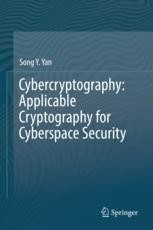 Song Y. Yan
Cybercryptography:
Applicable
Cryptography for
Cyberspace Security
Springer